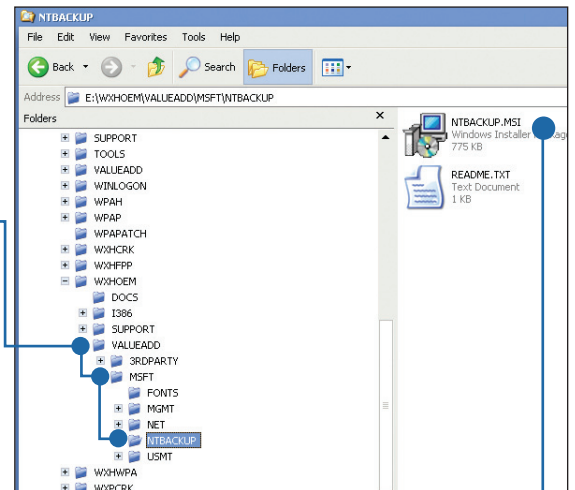 NTBACKUP
File Edit View Favorites Tools Help
Back Search Folders
Address E:\WXHOEM\VALUEADD\MSFT\NTBACKUP
Folders
SUPPORT
TOOLS
VALUEADD
WINLOGON
WPAH
WPAP
WPAPATCH
WXHCRK
WXHFPP
WXHOEM
DOCS
I386
SUPPORT
VALUEADD
3RDPARTY
MSFT
FONTS
MGMT
NET
NTBACKUP
USMT
WXHWPA
WXPCRK
NTBACKUP.MSI
Windows Installer
775 KB
README.TXT
Text Document
1 KB